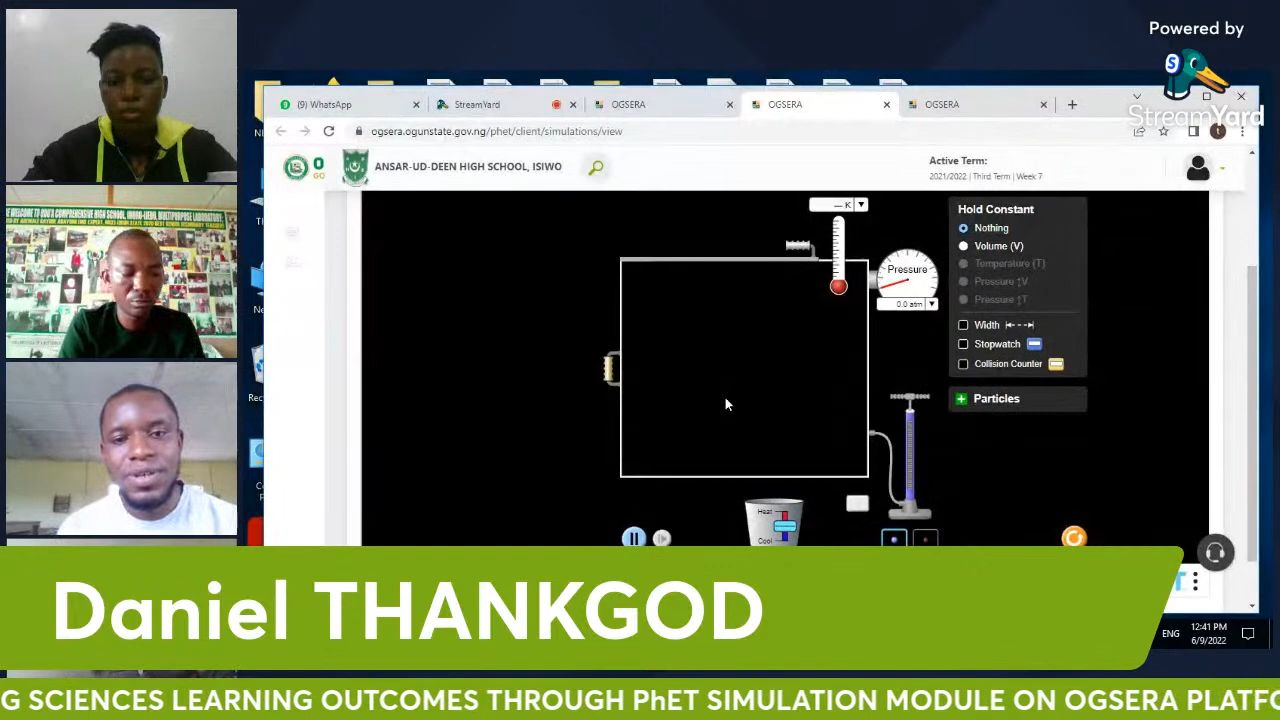 Powered by
StreamYard
(9) WhatsApp
StreamYard
OGSERA
OGSERA
OGSERA
ogsera.ogunstate.gov.ng/phet/client/simulations/view
ANSAR-UD-DEEN HIGH SCHOOL, ISIWO
Active Term:
2021/2022 | Third Term | Week 7
— K
Pressure
0.0 atm
Hold Constant
Nothing
Volume (V)
Temperature (T)
Pressure ↕V
Pressure ↕T
Width
Stopwatch
Collision Counter
Particles
Heat
Cool
Daniel THANKGOD
ENG
12:41 PM
6/9/2022
G SCIENCES LEARNING OUTCOMES THROUGH PhET SIMULATION MODULE ON OGSERA PLATFO